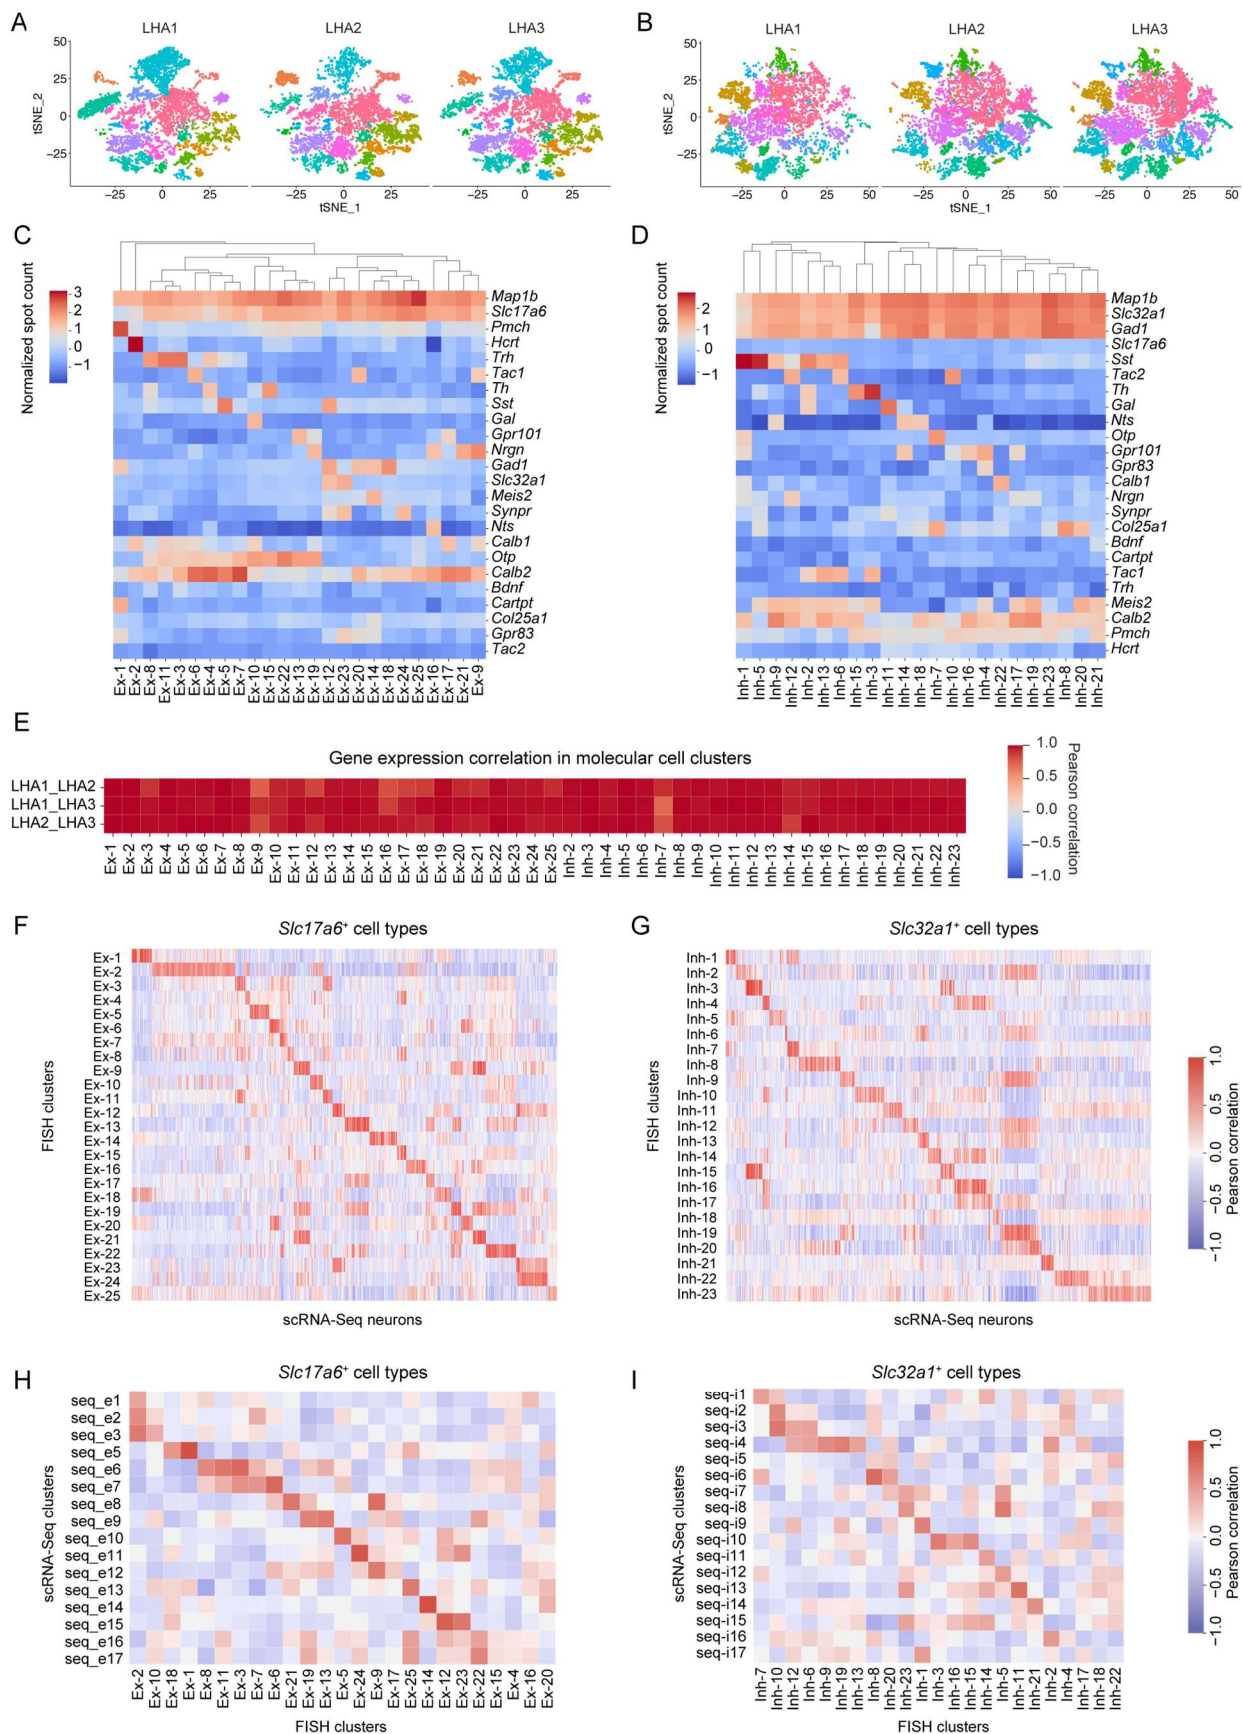 A
LHA1
LHA2
LHA3
50
25
0
−25
tSNE_2
−25
0
25
−25
0
25
−25
0
25
tSNE_1
B
LHA1
LHA2
LHA3
50
25
0
−25
tSNE_2
−25
0
25
50
−25
0
25
50
−25
0
25
50
tSNE_1
C
Normalized spot count
3
2
1
0
−1
Map1b
Slc17a6
Pmch
Hcrt
Trh
Tac1
Th
Sst
Gal
Gpr101
Nrgn
Gad1
Slc32a1
Meis2
Synpr
Nts
Calb1
Otp
Calb2
Bdnf
Cartpt
Col25a1
Gpr83
Tac2
Ex-1
Ex-2
Ex-8
Ex-11
Ex-3
Ex-6
Ex-4
Ex-5
Ex-7
Ex-10
Ex-15
Ex-22
Ex-13
Ex-19
Ex-12
Ex-23
Ex-20
Ex-14
Ex-18
Ex-24
Ex-25
Ex-16
Ex-17
Ex-21
Ex-9
D
Normalized spot count
2
1
0
−1
Map1b
Slc32a1
Gad1
Slc17a6
Sst
Tac2
Th
Gal
Nts
Otp
Gpr101
Gpr83
Calb1
Nrgn
Synpr
Col25a1
Bdnf
Cartpt
Tac1
Trh
Meis2
Calb2
Pmch
Hcrt
Inh-1
Inh-5
Inh-9
Inh-12
Inh-2
Inh-13
Inh-6
Inh-15
Inh-3
Inh-11
Inh-14
Inh-18
Inh-7
Inh-10
Inh-16
Inh-4
Inh-22
Inh-17
Inh-19
Inh-23
Inh-8
Inh-20
Inh-21
E
Gene expression correlation in molecular cell clusters
LHA1_LHA2
LHA1_LHA3
LHA2_LHA3
Ex-1
Ex-2
Ex-3
Ex-4
Ex-5
Ex-6
Ex-7
Ex-8
Ex-9
Ex-10
Ex-11
Ex-12
Ex-13
Ex-14
Ex-15
Ex-16
Ex-17
Ex-18
Ex-19
Ex-20
Ex-21
Ex-22
Ex-23
Ex-24
Ex-25
Inh-2
Inh-3
Inh-4
Inh-5
Inh-6
Inh-7
Inh-8
Inh-9
Inh-10
Inh-11
Inh-12
Inh-13
Inh-14
Inh-15
Inh-16
Inh-17
Inh-18
Inh-19
Inh-20
Inh-21
Inh-22
Inh-23
1.0
0.5
0.0
−0.5
−1.0
Pearson correlation
F
Slc17a6+ cell types
FISH clusters
Ex-1
Ex-2
Ex-3
Ex-4
Ex-5
Ex-6
Ex-7
Ex-8
Ex-9
Ex-10
Ex-11
Ex-12
Ex-13
Ex-14
Ex-15
Ex-16
Ex-17
Ex-18
Ex-19
Ex-20
Ex-21
Ex-22
Ex-23
Ex-24
Ex-25
scRNA-Seq neurons
G
Slc32a1+ cell types
FISH clusters
Inh-1
Inh-2
Inh-3
Inh-4
Inh-5
Inh-6
Inh-7
Inh-8
Inh-9
Inh-10
Inh-11
Inh-12
Inh-13
Inh-14
Inh-15
Inh-16
Inh-17
Inh-18
Inh-19
Inh-20
Inh-21
Inh-22
Inh-23
scRNA-Seq neurons
1.0
0.5
0.0
−0.5
−1.0
Pearson correlation
H
Slc17a6+ cell types
scRNA-Seq clusters
seq_e1
seq_e2
seq_e3
seq_e5
seq_e6
seq_e7
seq_e8
seq_e9
seq_e10
seq_e11
seq_e12
seq_e13
seq_e14
seq_e15
seq_e16
seq_e17
Ex-2
Ex-10
Ex-18
Ex-1
Ex-8
Ex-11
Ex-3
Ex-7
Ex-6
Ex-21
Ex-19
Ex-13
Ex-5
Ex-24
Ex-9
Ex-17
Ex-25
Ex-14
Ex-12
Ex-23
Ex-22
Ex-4
Ex-16
Ex-20
FISH clusters
I
Slc32a1+ cell types
scRNA-Seq clusters
seq-i1
seq-i2
seq-i3
seq-i4
seq-i5
seq-i6
seq-i7
seq-i8
seq-i9
seq-i10
seq-i11
seq-i12
seq-i13
seq-i14
seq-i15
seq-i16
seq-i17
Inh-7
Inh-10
Inh-12
Inh-6
Inh-9
Inh-19
Inh-13
Inh-8
Inh-20
Inh-23
Inh-1
Inh-3
Inh-16
Inh-15
Inh-14
Inh-5
Inh-11
Inh-21
Inh-2
Inh-4
Inh-17
Inh-18
Inh-22
FISH clusters
1.0
0.5
0.0
−0.5
−1.0
Pearson correlation